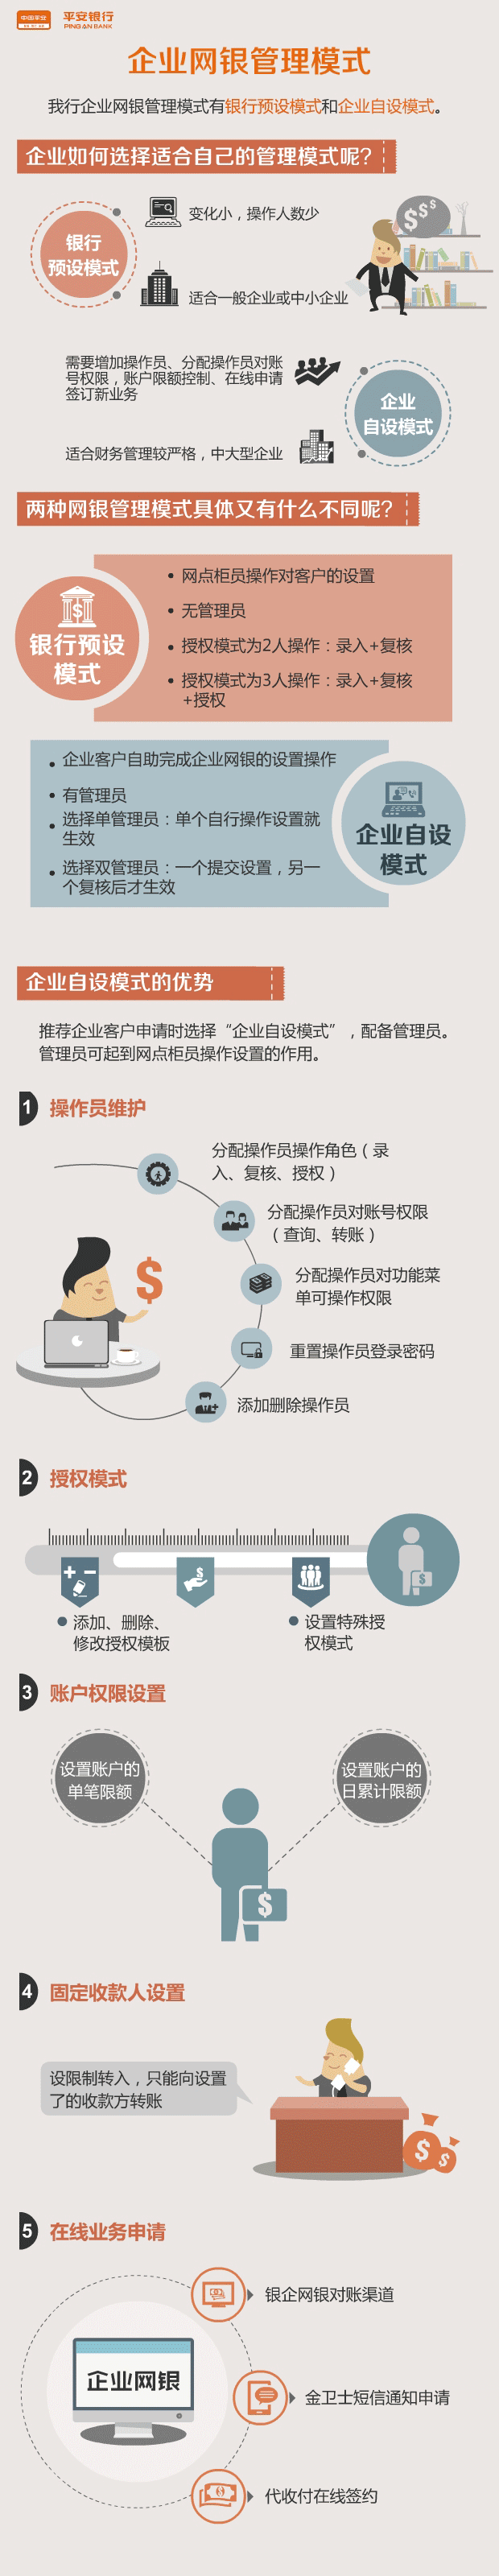 中国平安
平安银行
PING AN BANK
企业网银管理模式
我行企业网银管理模式有银行预设模式和企业自设模式。
企业如何选择适合自己的管理模式呢？
银行
预设模式
变化小，操作人数少
适合一般企业或中小企业
需要增加操作员、分配操作员对账
号权限，账户限额控制、在线申请
签订新业务
适合财务管理较严格，中大型企业
企业
自设模式
两种网银管理模式具体又有什么不同呢？
银行预设
模式
• 网点柜员操作对客户的设置
• 无管理员
• 授权模式为2人操作：录入+复核
• 授权模式为3人操作：录入+复核
+授权
• 企业客户自助完成企业网银的设置操作
• 有管理员
• 选择单管理员：单个自行操作设置就
生效
• 选择双管理员：一个提交设置，另一
个复核后才生效
企业自设
模式
企业自设模式的优势
推荐企业客户申请时选择“企业自设模式”，配备管理员。
管理员可起到网点柜员操作设置的作用。
1 操作员维护
分配操作员操作角色（录
入、复核、授权）
分配操作员对账号权限
（查询、转账）
分配操作员对功能菜
单可操作权限
重置操作员登录密码
添加删除操作员
2 授权模式
• 添加、删除、
修改授权模板
• 设置特殊授
权模式
3 账户权限设置
设置账户的
单笔限额
设置账户的
日累计限额
4 固定收款人设置
设限制转入，只能向设置
了的收款方转账
5 在线业务申请
企业网银
银企网银对账渠道
金卫士短信通知申请
代收付在线签约